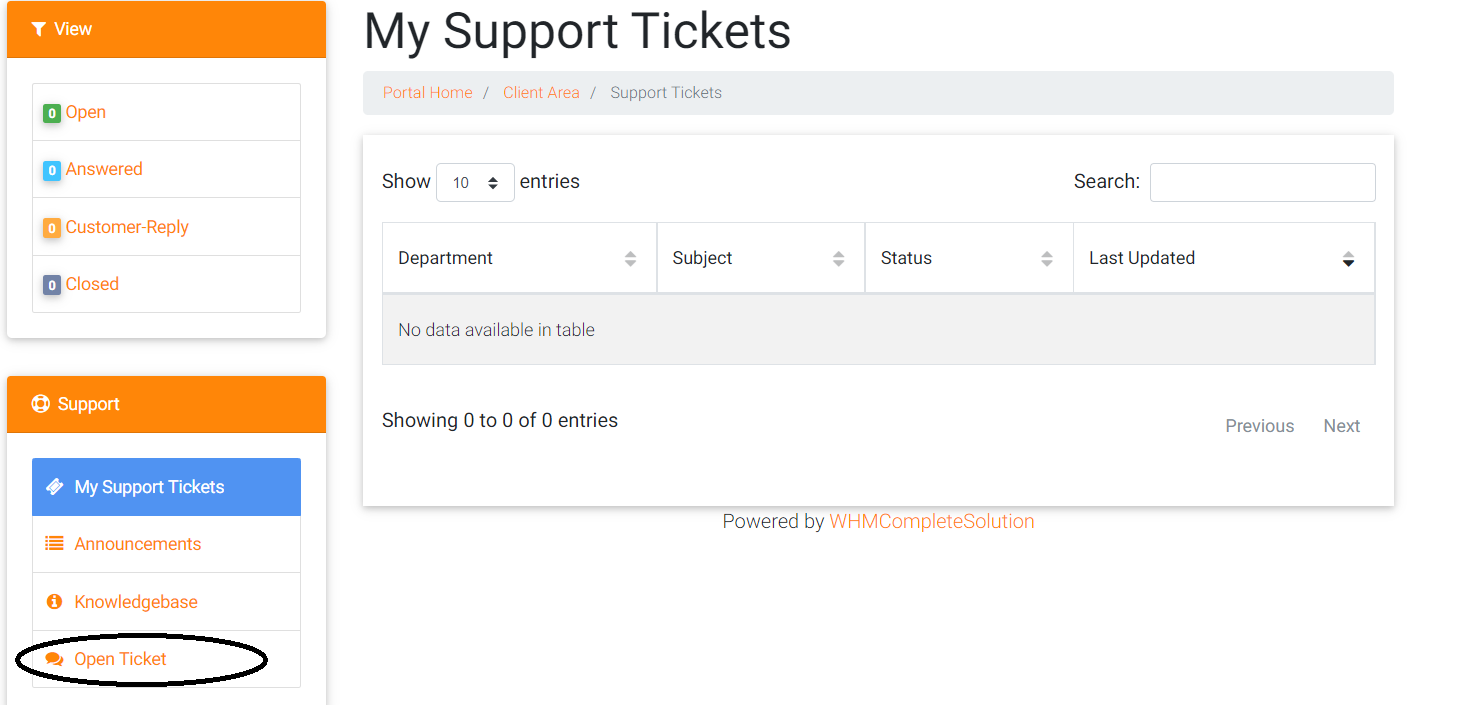 View
0 Open
0 Answered
0 Customer-Reply
0 Closed
Support
My Support Tickets
Announcements
Knowledgebase
Open Ticket
My Support Tickets
Portal Home / Client Area / Support Tickets
Show 10 entries Search:
Department Subject Status Last Updated
No data available in table
Showing 0 to 0 of 0 entries Previous Next
Powered by WHMCompleteSolution